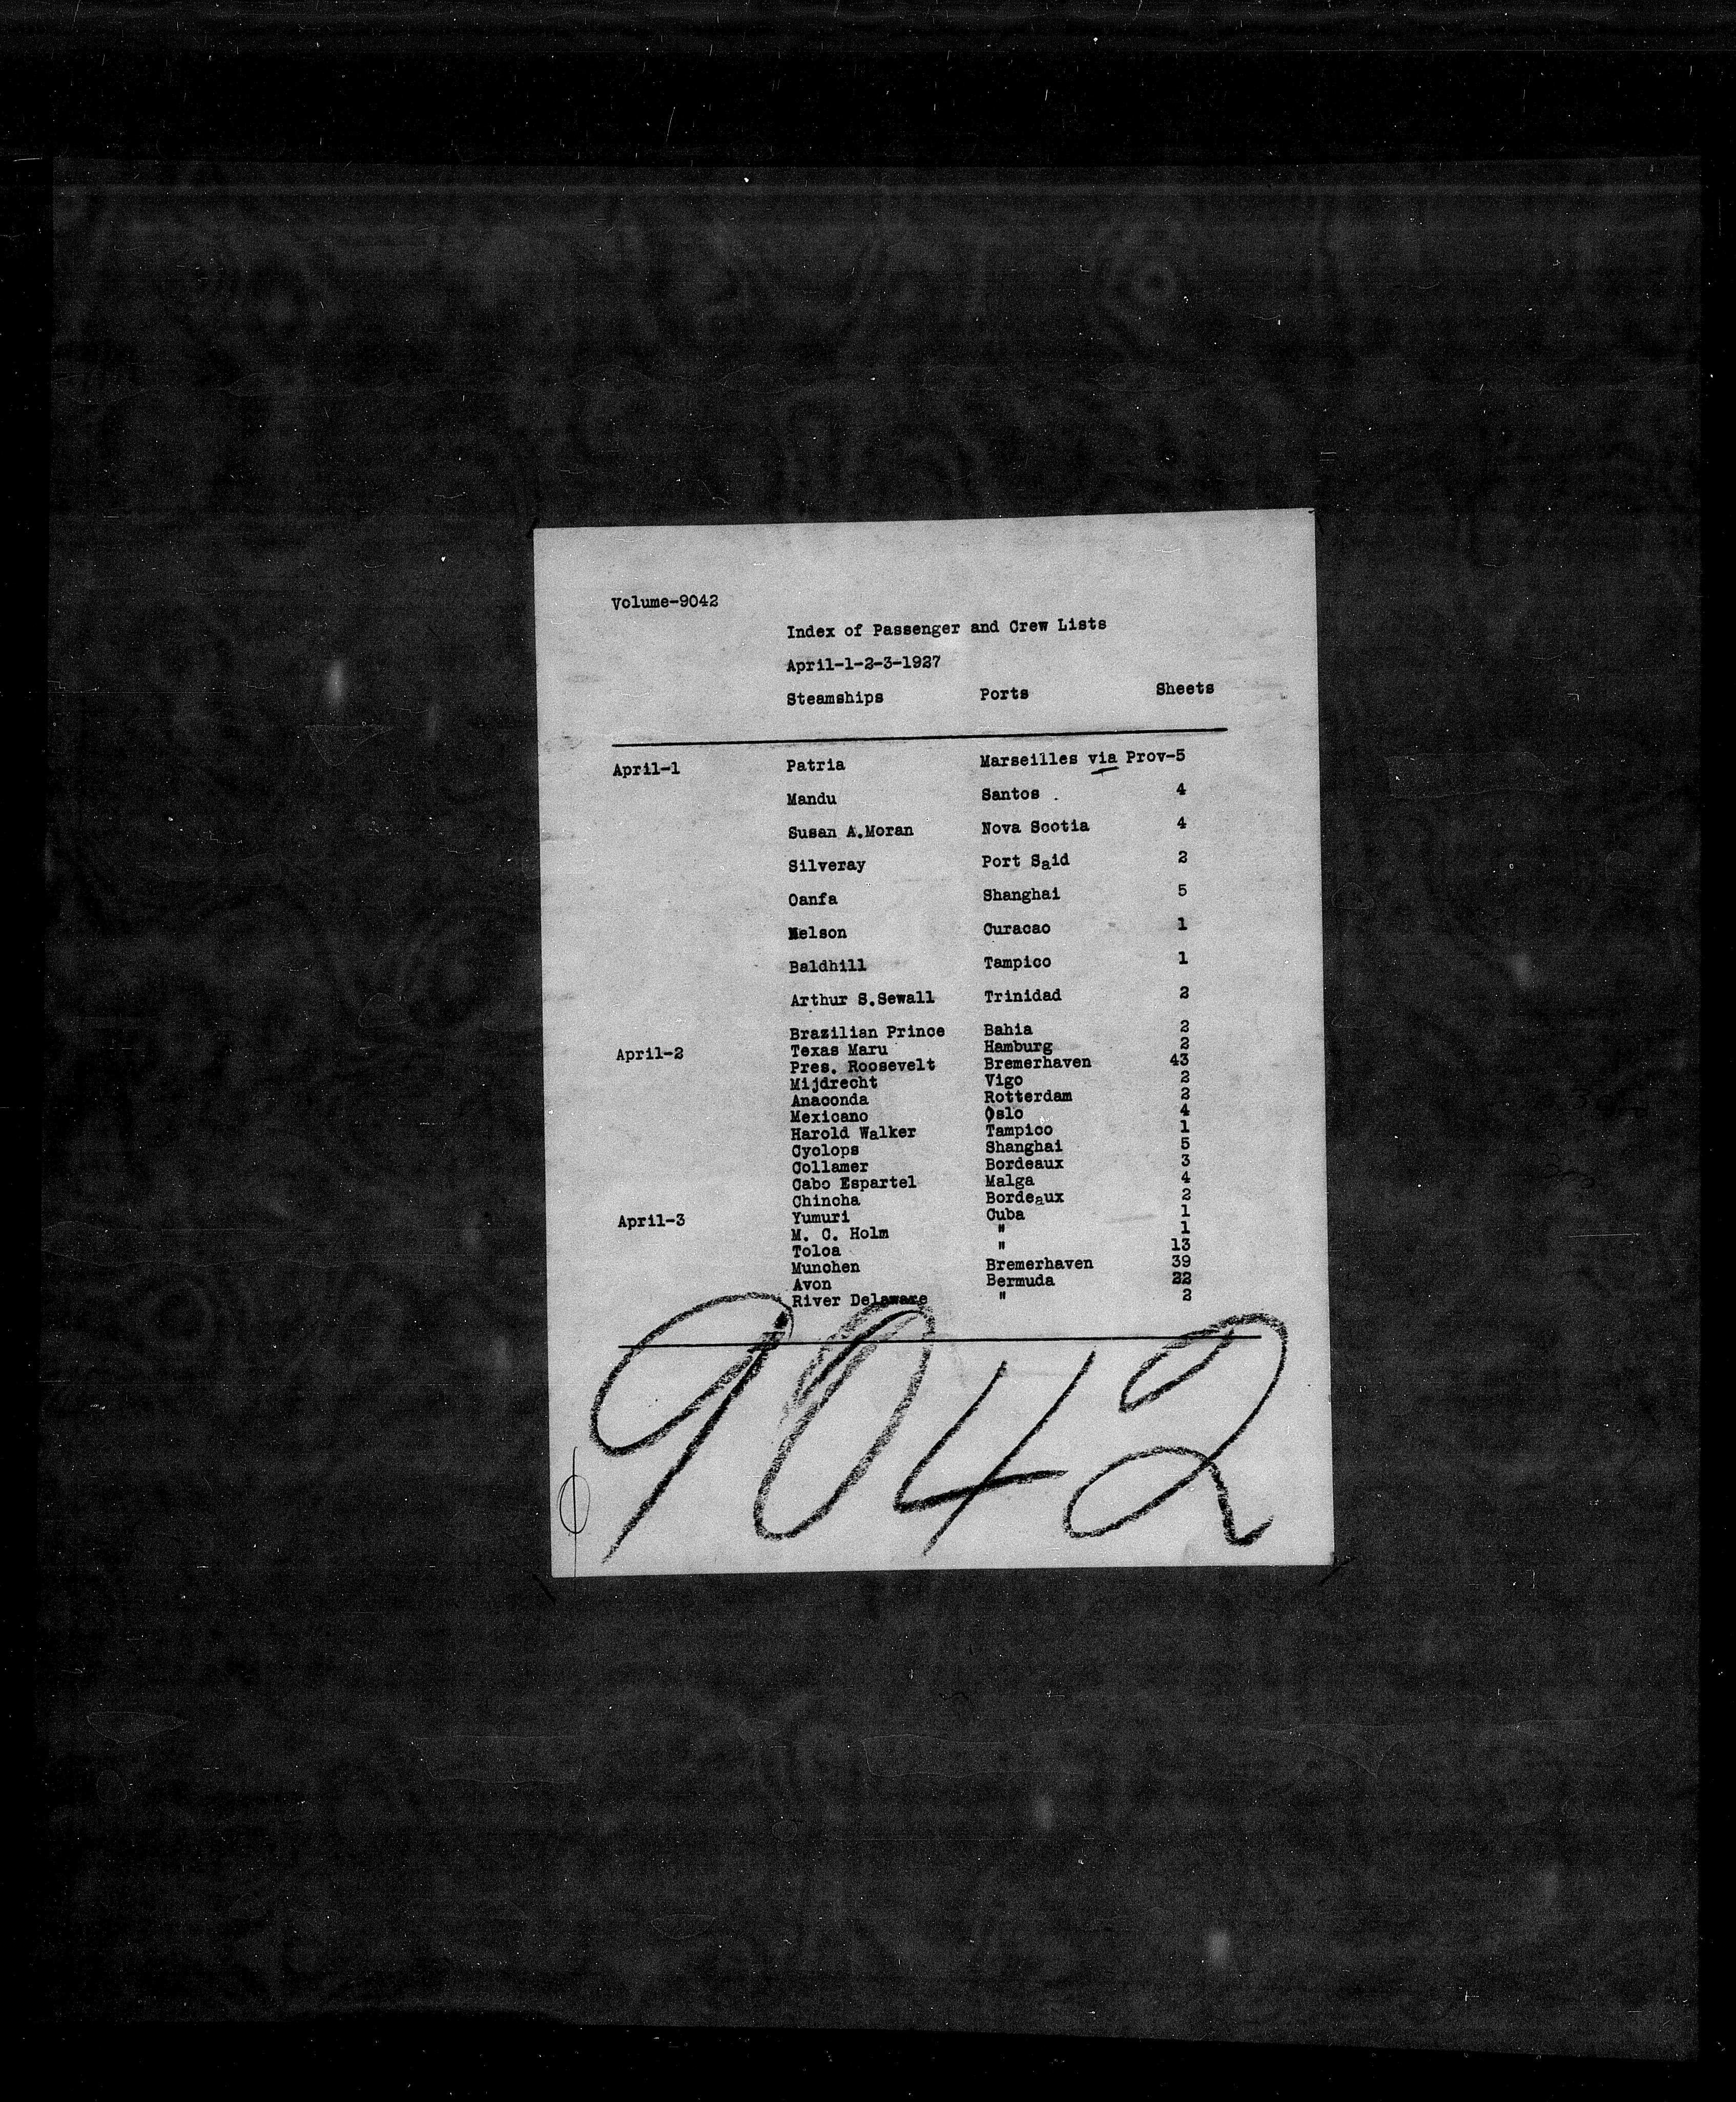 Volume-9042
Index of Passenger and Crew Lists
April-1-2-3-1927
Steamships Ports Sheets
April-1 Patria Marseilles via Prov-5
Mandu Santos . 4
Susan A.Moran Nova Scotia 4
Silveray Port Said 2
Oanfa Shanghai 5
Nelson Curacao 1
Baldhill Tampico 1
Arthur S.Sewall Trinidad 2
Brazilian Prince Bahia 2
April-2 Texas Maru Hamburg 2
Pres. Roosevelt Bremerhaven 43
Mijdrecht Vigo 2
Anaconda Rotterdam 2
Mexicano Oslo 4
Harold Walker Tampico 1
Cyclops Shanghai 5
Collamer Bordeaux 3
Cabo Espartel Malga 4
Chincha Bordeaux 2
April-3 Yumuri Cuba 1
M. C. Holm " 1
Toloa " 13
Munchen Bremerhaven 39
Avon Bermuda 22
River Delaware " 2
9042